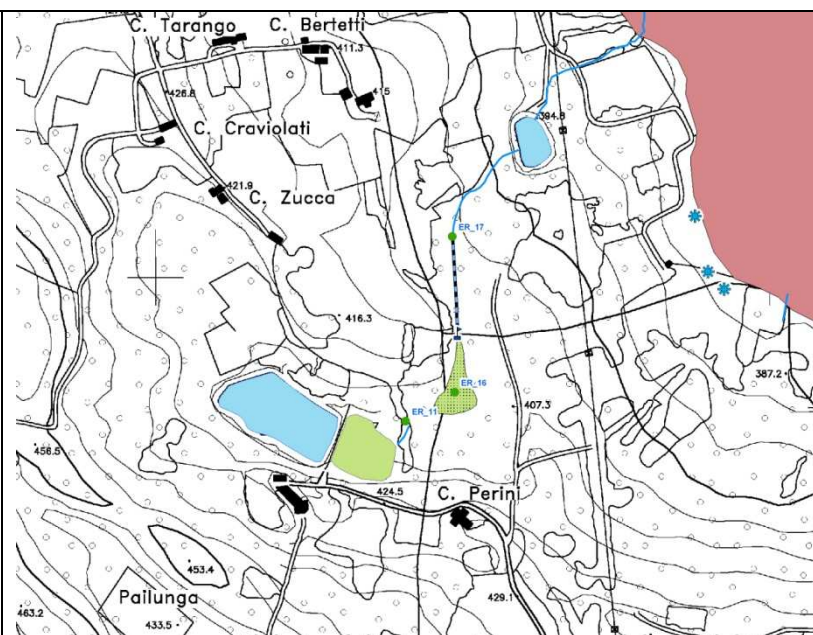 C. Tarango
C. Bertetti
411.3
415
426.8
394.8
C. Craviolati
421.9
C. Zucca
ER_17
416.3
387.2
ER_16
407.3
ER_11
7
456.5
424.5
C. Perini
453.4
Pailunga
429.1
463.2
433.5